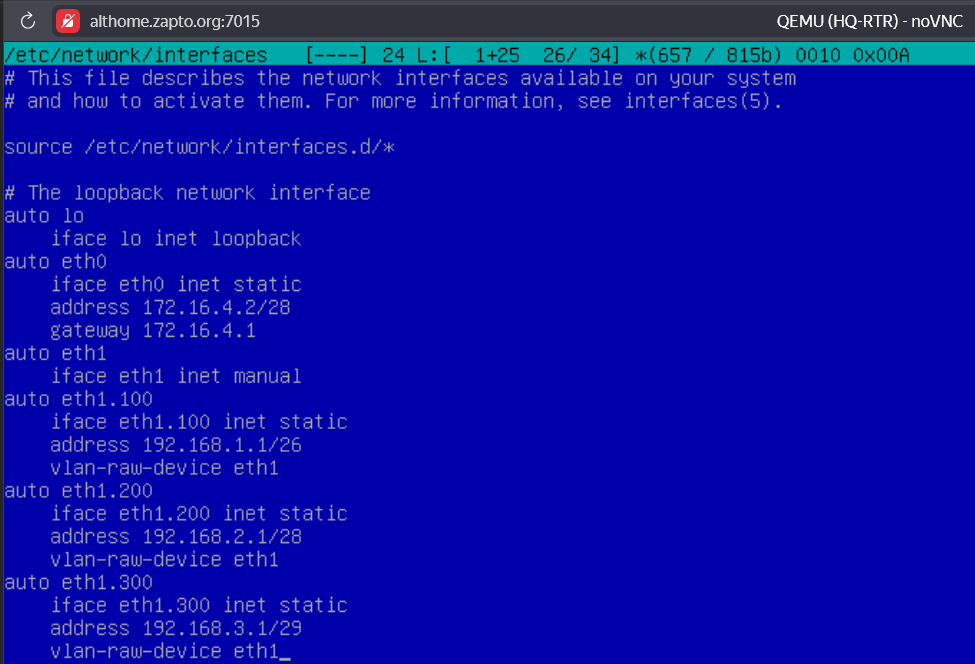 althome.zapto.org:7015 QEMU (HQ-RTR) - noVNC
/etc/network/interfaces [----] 24 L:[ 1+25 26/ 34] *(657 / 815b) 0010 0x00A
# This file describes the network interfaces available on your system
# and how to activate them. For more information, see interfaces(5).
source /etc/network/interfaces.d/*
# The loopback network interface
auto lo
iface lo inet loopback
auto eth0
iface eth0 inet static
address 172.16.4.2/28
gateway 172.16.4.1
auto eth1
iface eth1 inet manual
auto eth1.100
iface eth1.100 inet static
address 192.168.1.1/26
vlan-raw-device eth1
auto eth1.200
iface eth1.200 inet static
address 192.168.2.1/28
vlan-raw-device eth1
auto eth1.300
iface eth1.300 inet static
address 192.168.3.1/29
vlan-raw-device eth1_